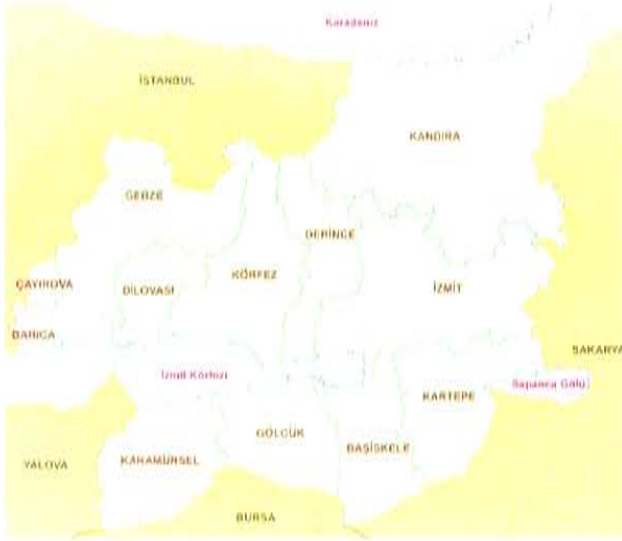 Karadeniz
İSTANBUL
KANDIRA
GEBZE
DERİNCE
KÖRFEZ
ÇAYIROVA
DİLOVASI
İZMİT
DARICA
SAKARYA
İzmit Körfezi
Sapanca Gölü
KARTEPE
GÖLCÜK
BAŞİSKELE
YALOVA
KARAMÜRSEL
BURSA